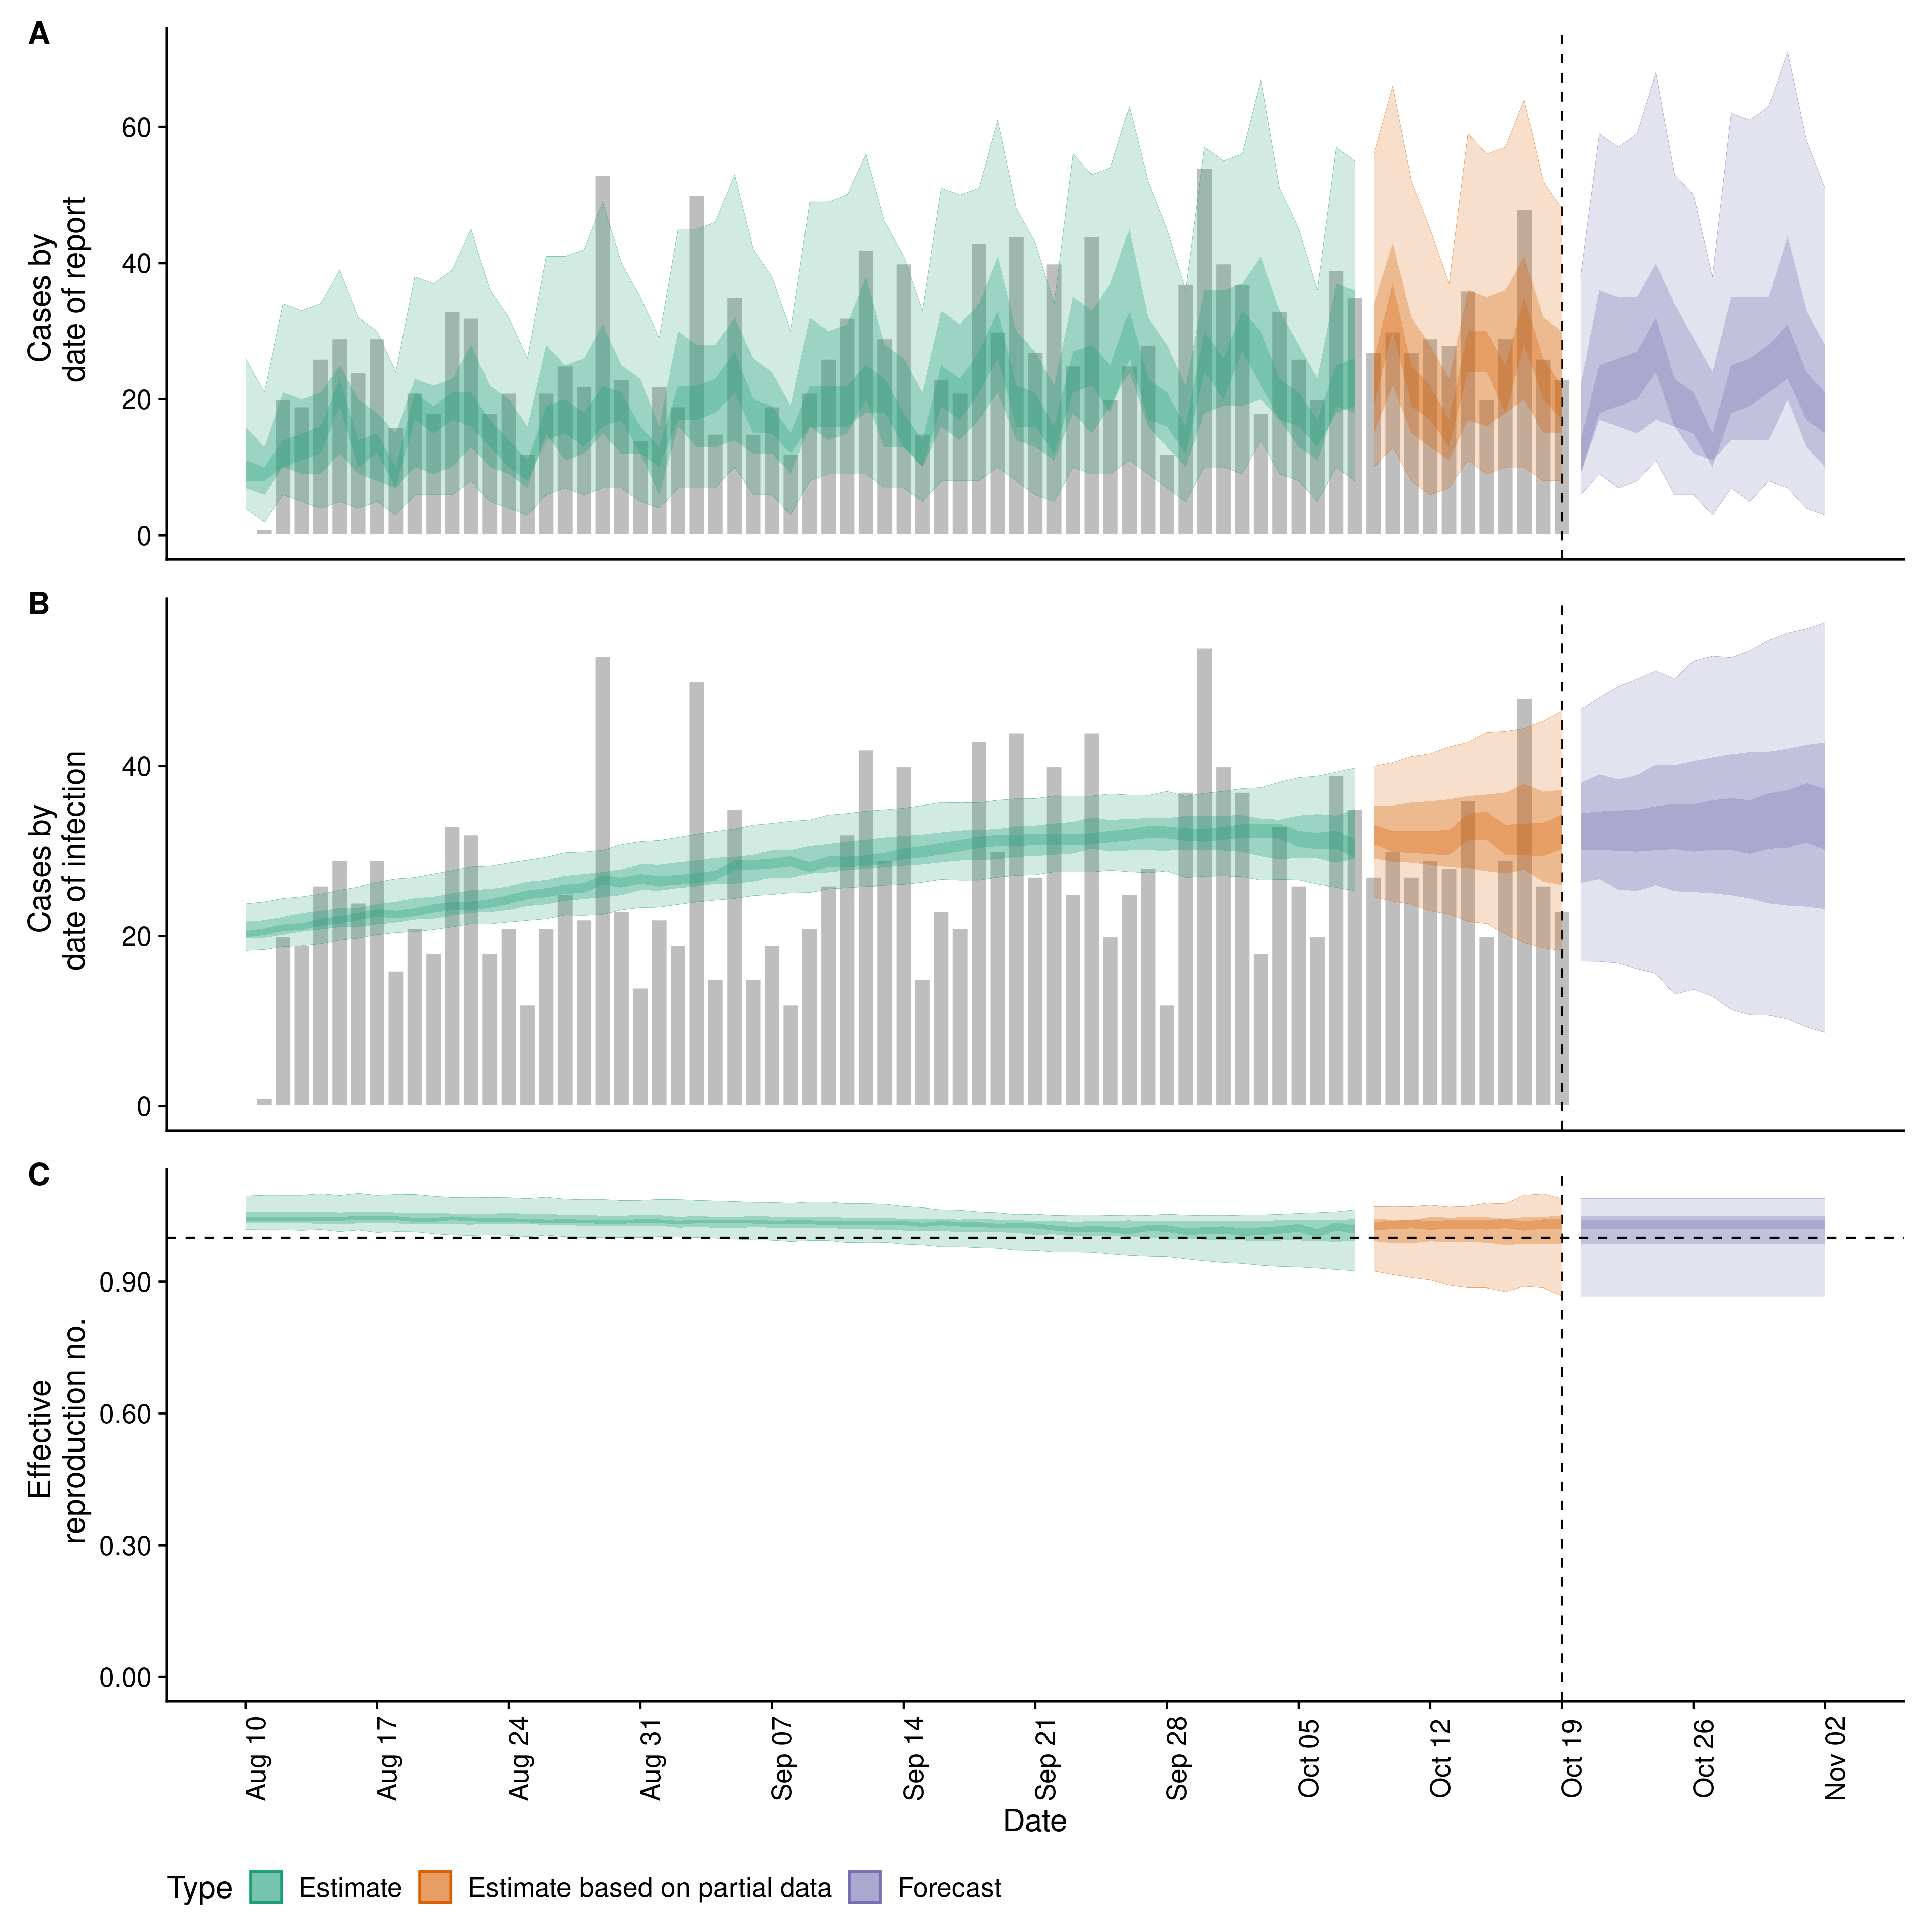 A
Cases by
date of report
60
40
20
0
B
Cases by
date of infection
40
20
0
C
Effective
reproduction no.
0.90
0.60
0.30
0.00
Aug 10
Aug 17
Aug 24
Aug 31
Sep 07
Sep 14
Sep 21
Sep 28
Oct 05
Oct 12
Oct 19
Oct 26
Nov 02
Date
Type Estimate Estimate based on partial data Forecast